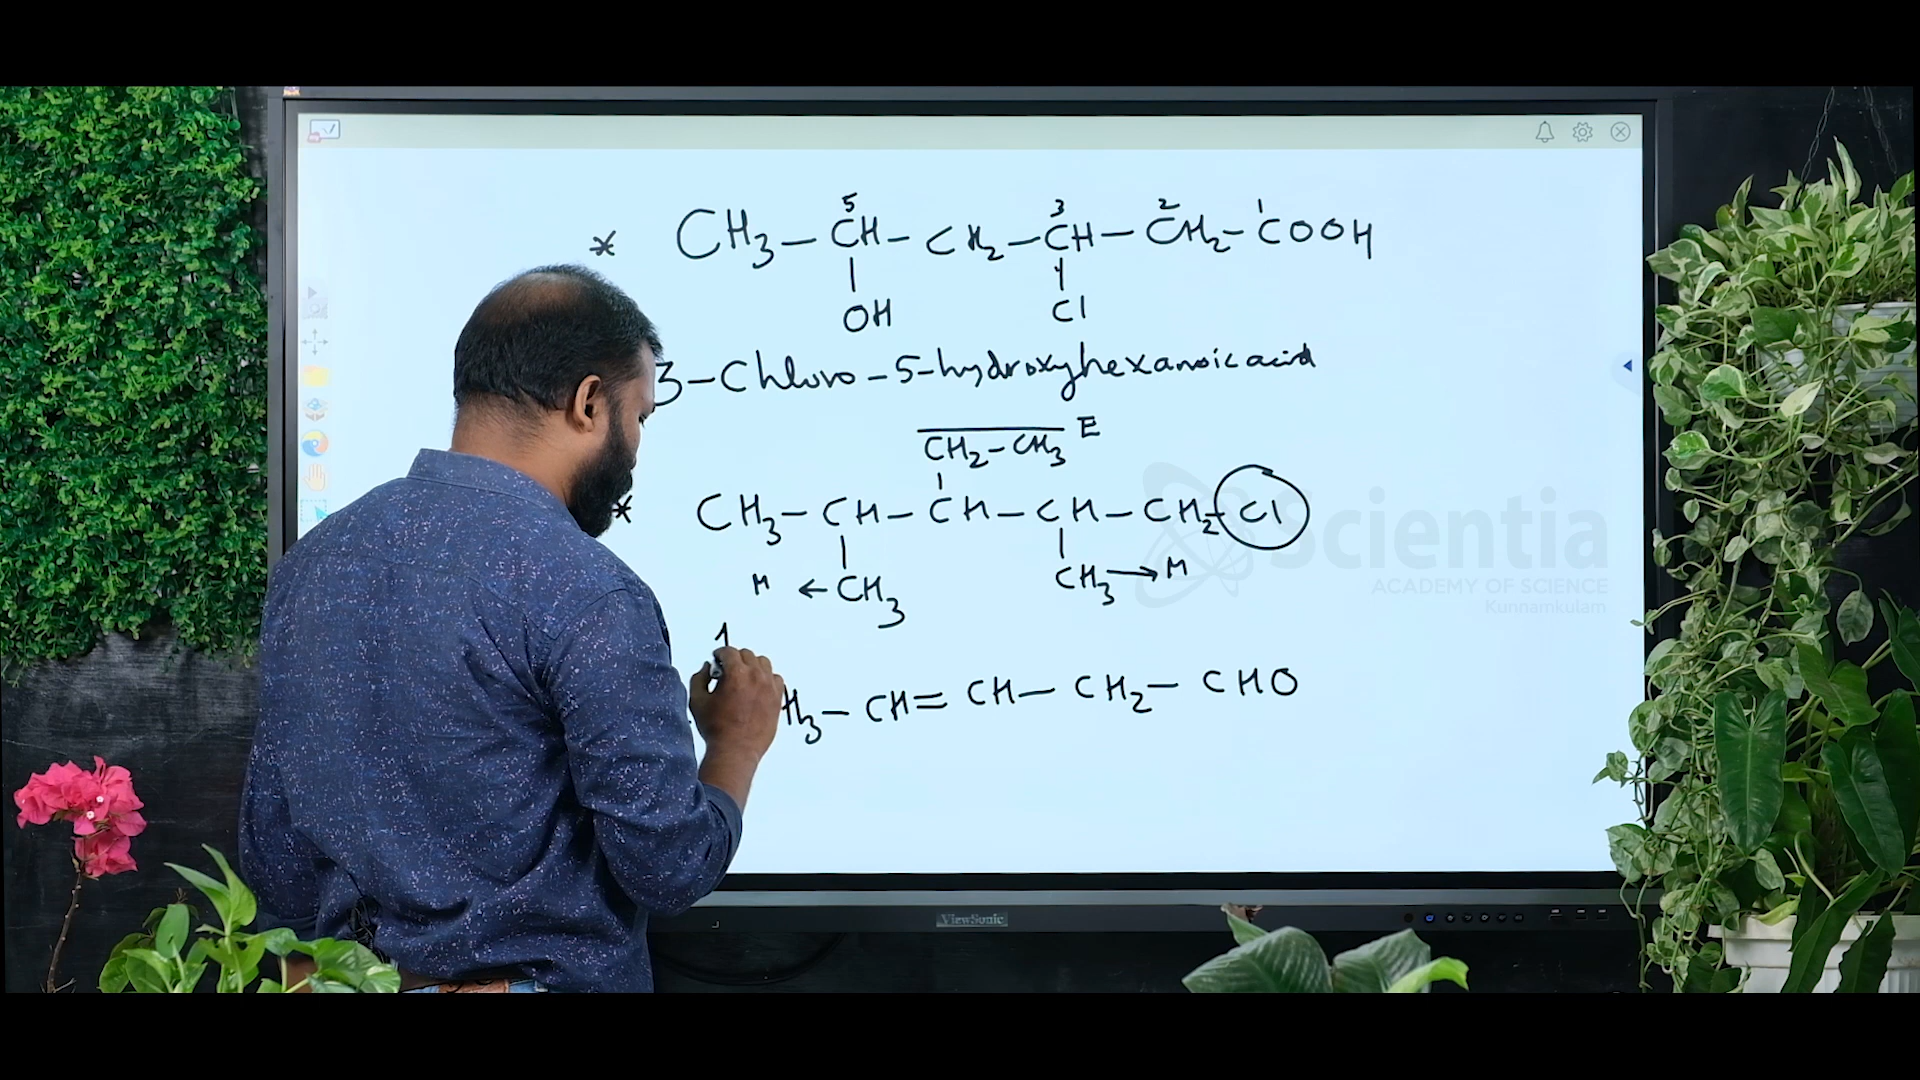 5 3 2 1
* CH₃ — CH — CH₂ — CH — CH₂ — COOH
OH Cl
3-Chloro-5-hydroxyhexanoic acid
CH₂-CH₃ E
* CH₃ — CH — CH — CH — CH₂ — Cl
M ← CH₃ CH₃ → M
Scientia
ACADEMY OF SCIENCE
Kunnamkulam
1
H₃ — CH = CH — CH₂ — CHO
ViewSonic